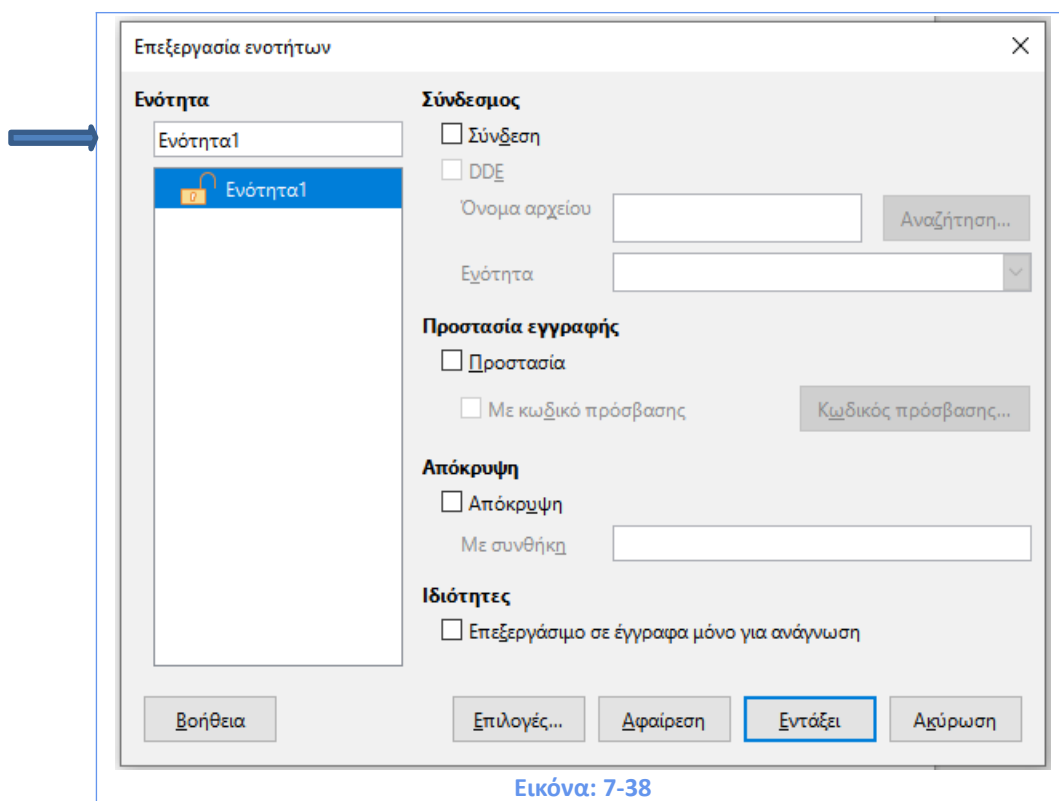 Επεξεργασία ενοτήτων
Ενότητα
Ενότητα1
Ενότητα1
Σύνδεσμος
Σύνδεση
DDE
Όνομα αρχείου
Αναζήτηση...
Ενότητα
Προστασία εγγραφής
Προστασία
Με κωδικό πρόσβασης
Κωδικός πρόσβασης...
Απόκρυψη
Απόκρυψη
Με συνθήκη
Ιδιότητες
Επεξεργάσιμο σε έγγραφα μόνο για ανάγνωση
Βοήθεια
Επιλογές...
Αφαίρεση
Εντάξει
Ακύρωση
Εικόνα: 7-38